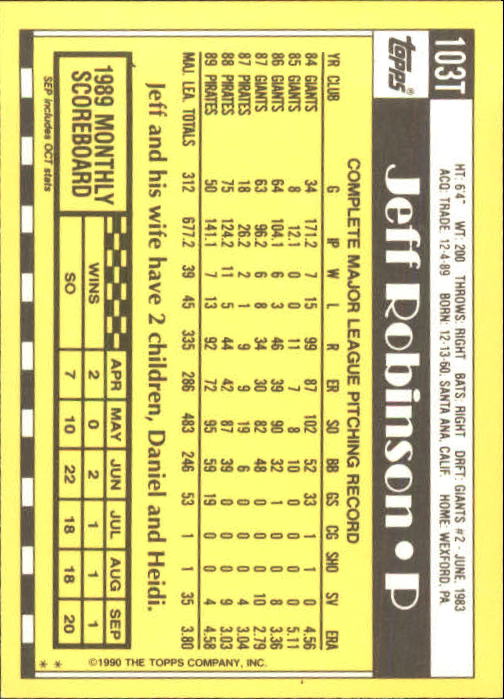 103T
HT: 6'4" WT: 200 THROWS: RIGHT BATS: RIGHT DRFT: GIANTS #2 - JUNE, 1983
ACQ: TRADE, 12-4-89 BORN: 12-13-60, SANTA ANA, CALIF. HOME: WEXFORD, PA
topps®
Jeff Robinson • P
COMPLETE MAJOR LEAGUE PITCHING RECORD
YR CLUB G IP W L R ER SO BB GS CG SHO SV ERA
84 GIANTS 34 171.2 7 15 99 87 102 52 33 1 1 0 4.56
85 GIANTS 8 12.1 0 0 11 7 8 10 0 0 0 0 5.11
86 GIANTS 64 104.1 6 3 46 39 90 32 1 0 0 8 3.36
87 GIANTS 63 96.2 6 8 34 30 82 48 0 0 0 10 2.79
87 PIRATES 18 26.2 2 1 9 9 19 6 0 0 0 4 3.04
88 PIRATES 75 124.2 11 5 44 42 87 39 0 0 0 9 3.03
89 PIRATES 50 141.1 7 13 92 72 95 59 19 0 0 4 4.58
MAJ. LEA. TOTALS 312 677.2 39 45 335 286 483 246 53 1 1 35 3.80
Jeff and his wife have 2 children, Daniel and Heidi.
1989 MONTHLY
SCOREBOARD
SEP includes OCT stats
APR MAY JUN JUL AUG SEP
WINS 2 0 2 1 1 1
SO 7 10 22 18 18 20
* * ©1990 THE TOPPS COMPANY, INC.